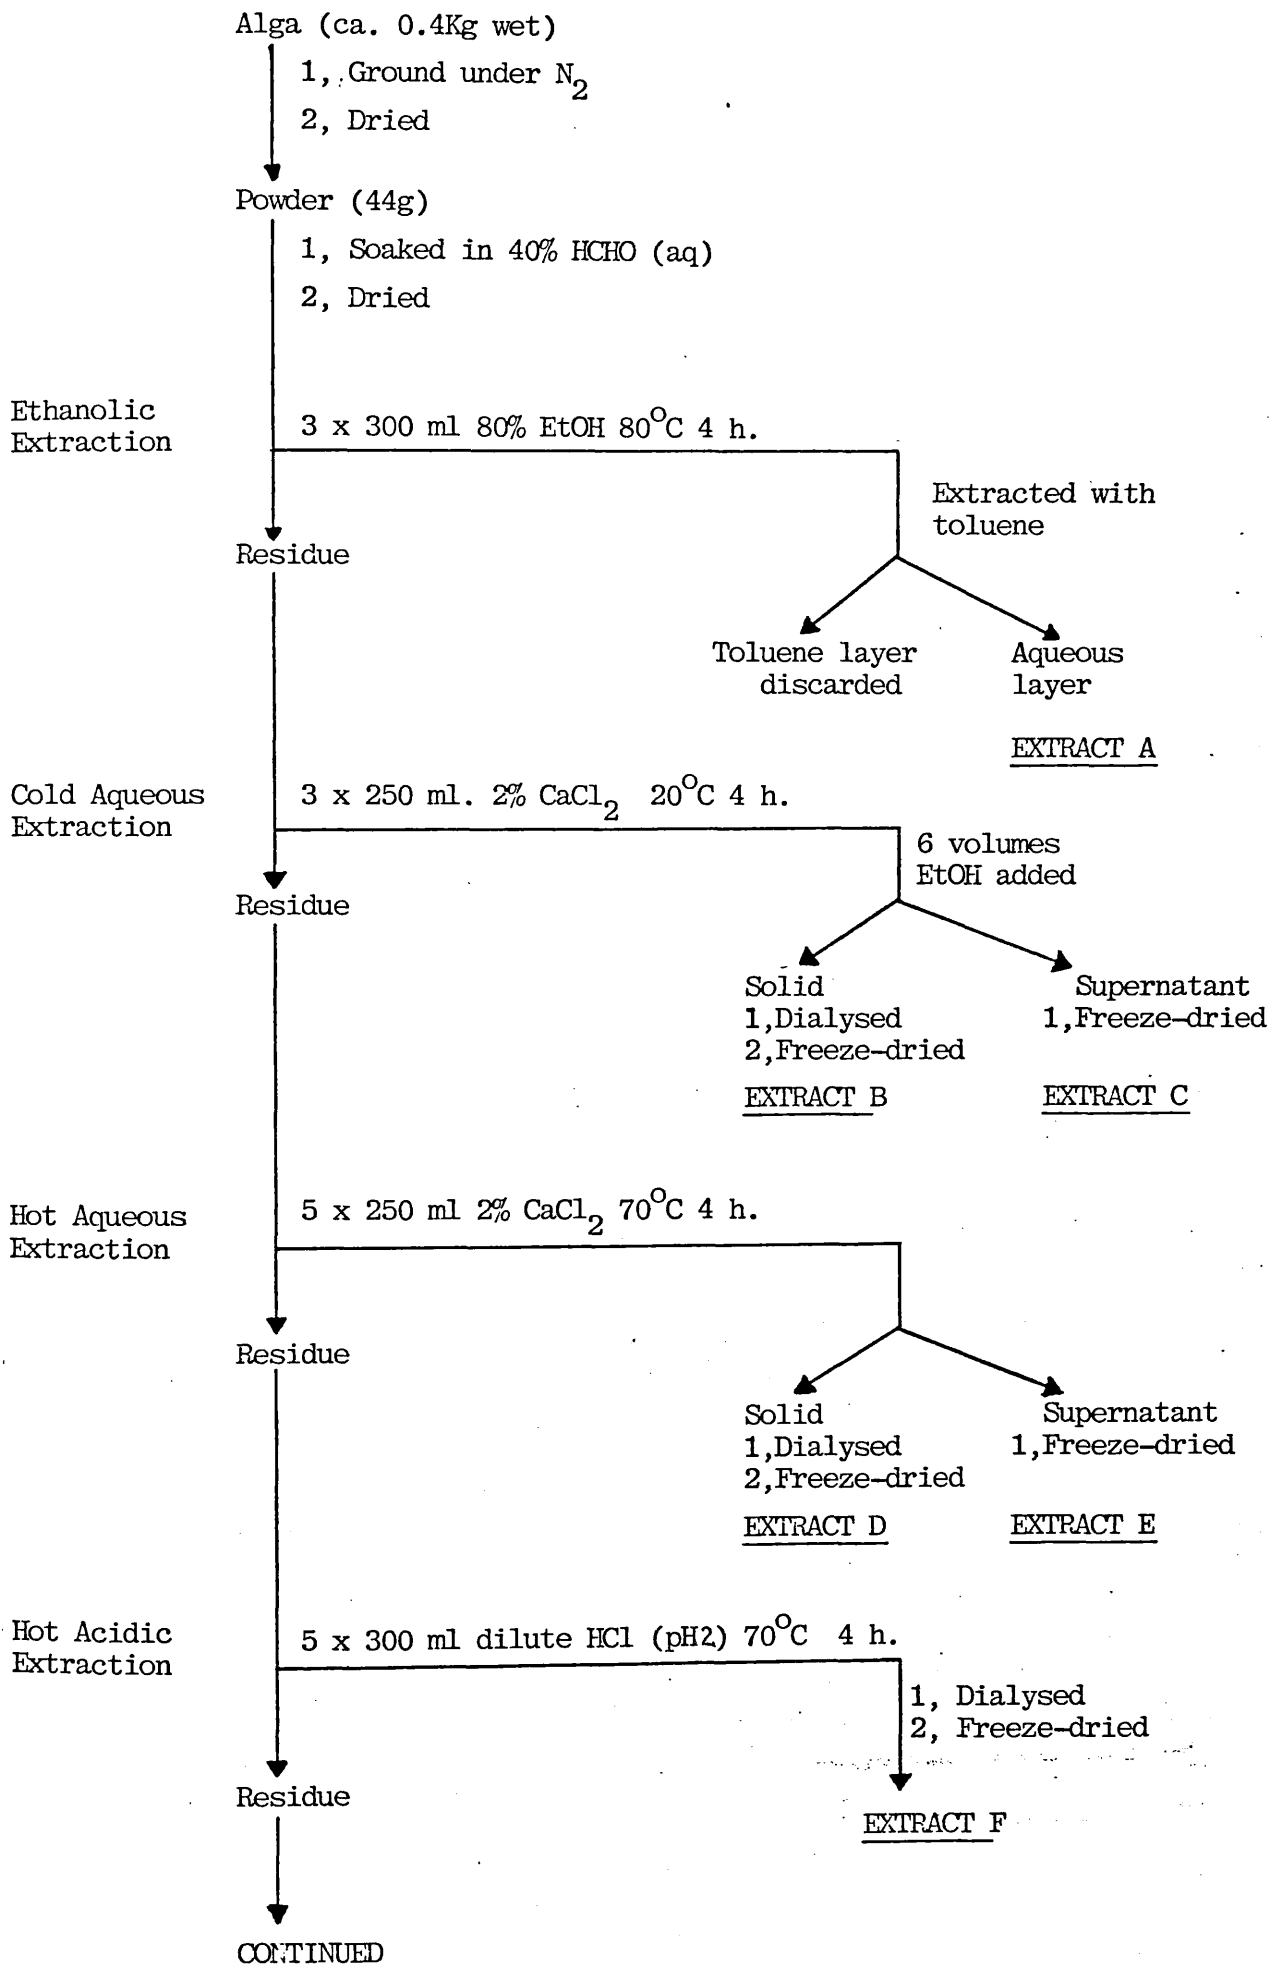 Alga (ca. 0.4Kg wet)
1, Ground under N2
2, Dried
Powder (44g)
1, Soaked in 40% HCHO (aq)
2, Dried
Ethanolic
Extraction
3 x 300 ml 80% EtOH 80°C 4 h.
Extracted with
toluene
Residue
Toluene layer
discarded
Aqueous
layer
EXTRACT A
Cold Aqueous
Extraction
3 x 250 ml. 2% CaCl2 20°C 4 h.
6 volumes
EtOH added
Residue
Solid
1,Dialysed
2,Freeze-dried
EXTRACT B
Supernatant
1,Freeze-dried
EXTRACT C
Hot Aqueous
Extraction
5 x 250 ml 2% CaCl2 70°C 4 h.
Residue
Solid
1,Dialysed
2,Freeze-dried
EXTRACT D
Supernatant
1,Freeze-dried
EXTRACT E
Hot Acidic
Extraction
5 x 300 ml dilute HCl (pH2) 70°C 4 h.
1, Dialysed
2, Freeze-dried
Residue
EXTRACT F
CONTINUED